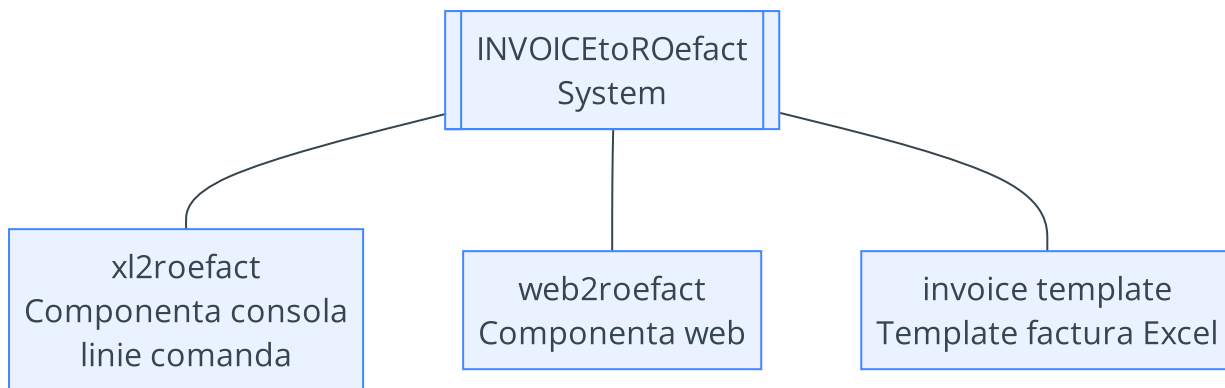 INVOICEtoROefact
System
xl2roefact
Componenta consola
linie comanda
web2roefact
Componenta web
invoice template
Template factura Excel